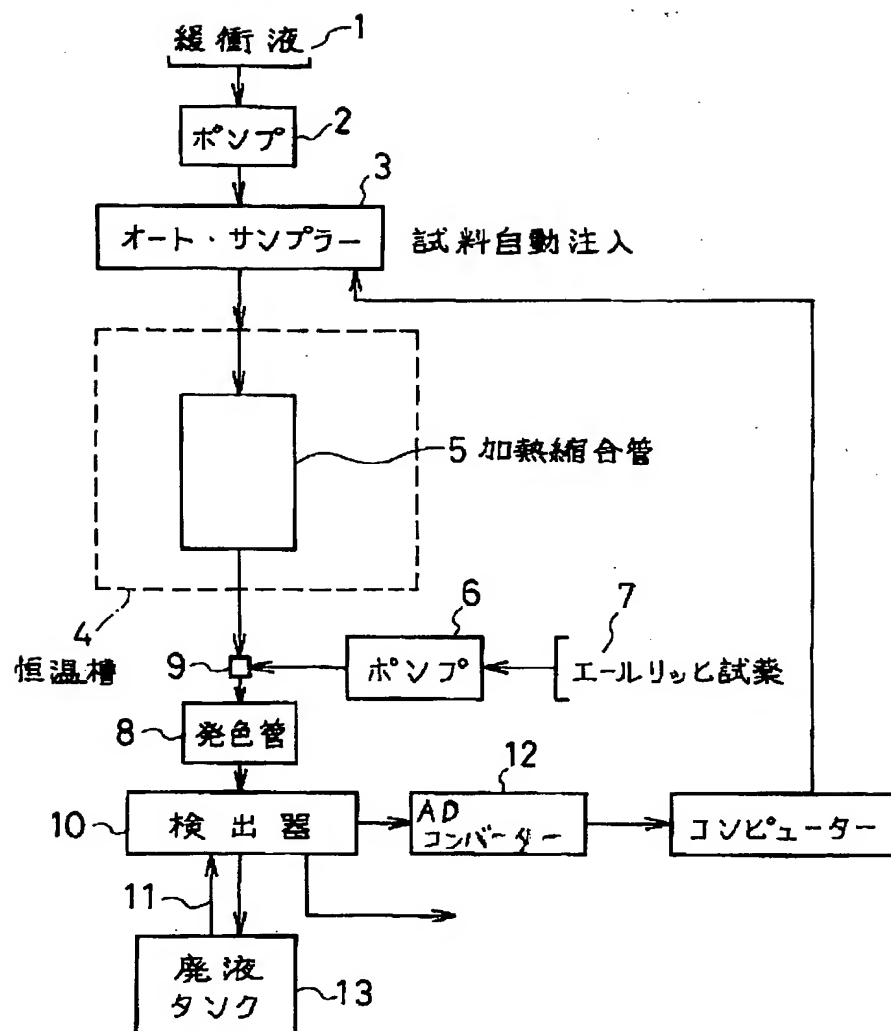 緩衝液 1
ポンプ 2
3
オート・サンプラー 試料自動注入
5 加熱縮合管
4
恒温槽
6
7
9 ポンプ エールリッヒ試薬
8 発色管
12
10 検出器
AD
コンバーター
コンピューター
11
廃液
タンク
13